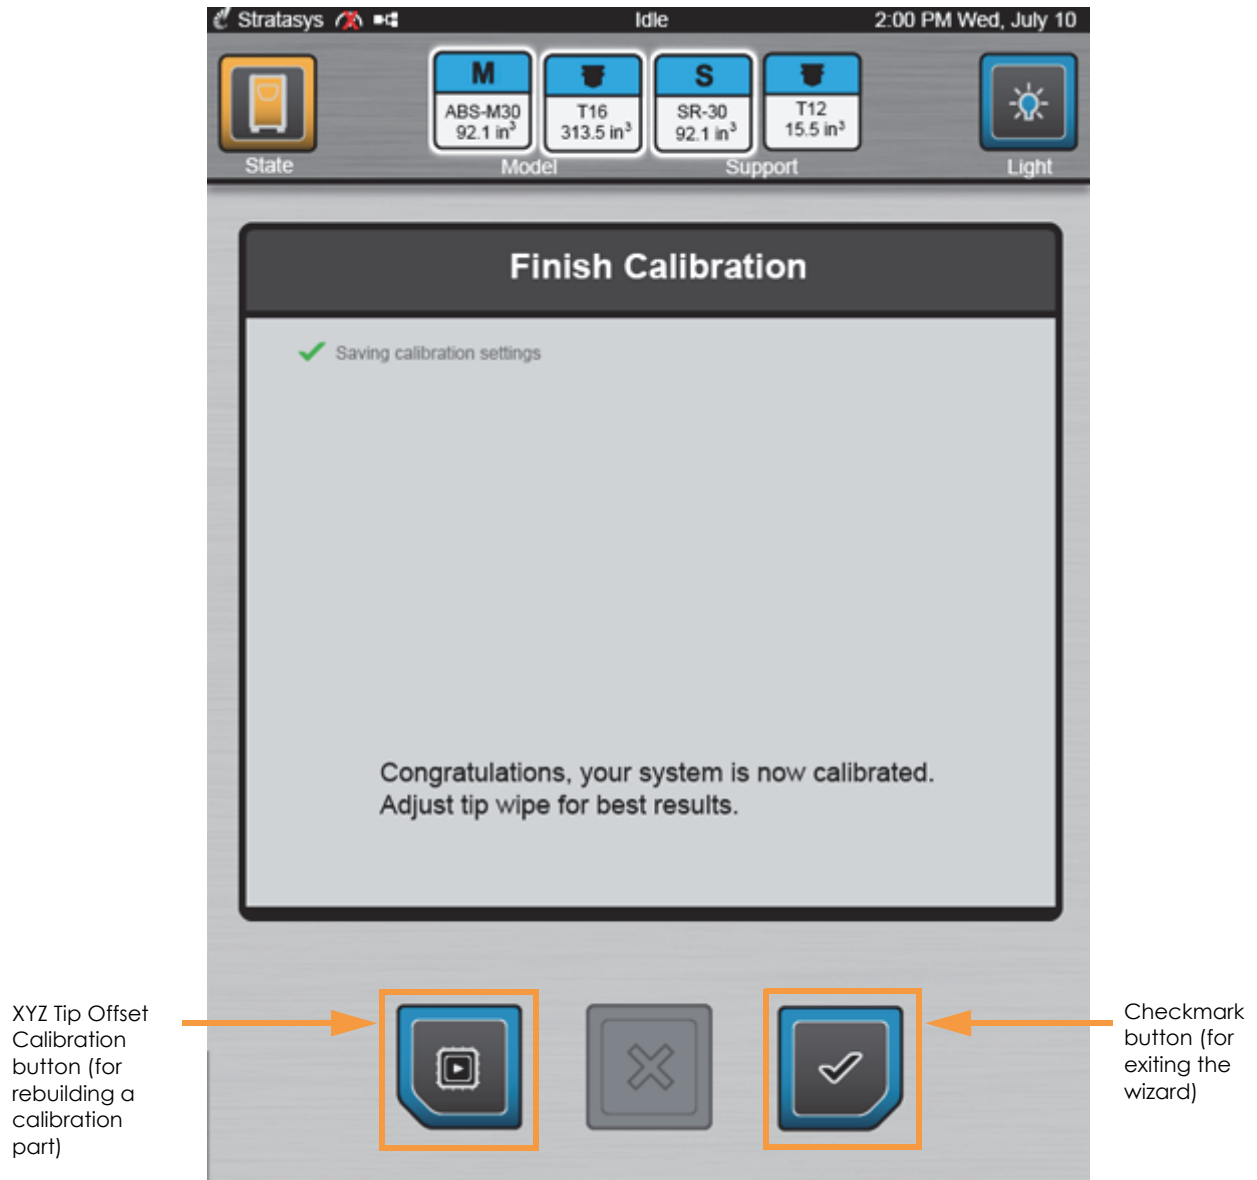 Stratasys
Idle
2:00 PM Wed, July 10
M
ABS-M30
92.1 in³
T16
313.5 in³
S
SR-30
92.1 in³
T12
15.5 in³
State
Model
Support
Light
Finish Calibration
Saving calibration settings
Congratulations, your system is now calibrated.
Adjust tip wipe for best results.
XYZ Tip Offset
Calibration
button (for
rebuilding a
calibration
part)
Checkmark
button (for
exiting the
wizard)